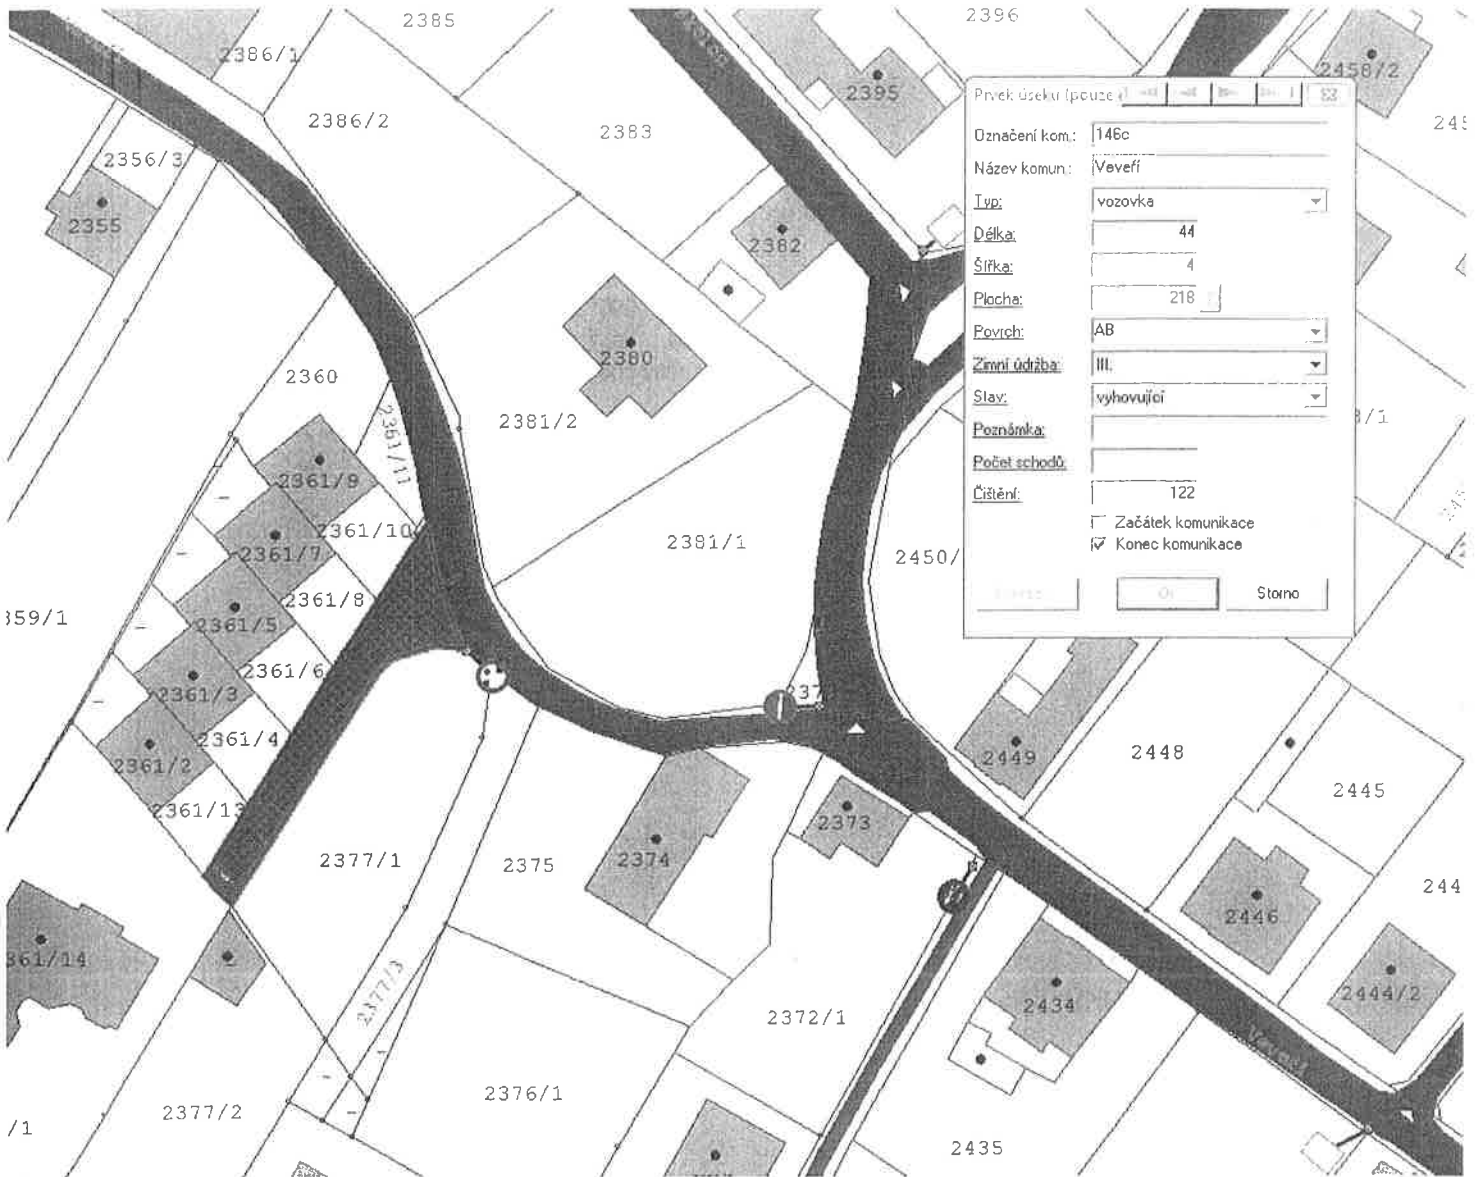 2385
2396
2386/1
2458/2
2395
2386/2
2383
2356/3
2355
2382
2380
2360
2381/2
2361/11
2361/9
2361/10
2361/7
2381/1
2450/
2361/8
359/1
2361/5
2361/6
2361/3
2361/4
2361/2
2361/13
2449
2448
2445
2373
2377/1
2375
2374
244
2446
361/14
2377/3
2372/1
2434
2444/2
Veveří
2376/1
2377/2
/1
2435
Prvek úseku (pouze
Označení kom.: 146c
Název komun.: Veveří
Typ: vozovka
Délka: 44
Šířka: 4
Plocha: 218
Povrch: AB
Zimní údržba: III.
Slav: vyhovující
Poznámka:
Počet schodů:
Čištění: 122
Začátek komunikace
Konec komunikace
Storno